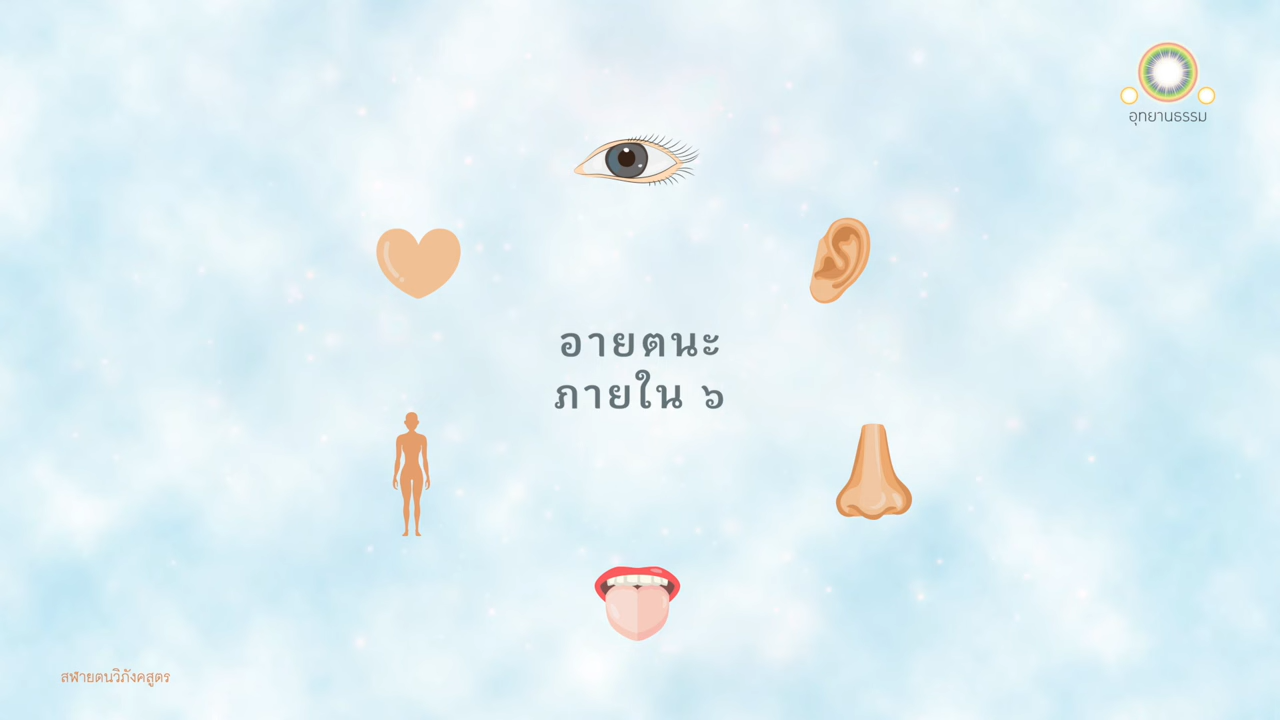 อุทยานธรรม
อายตนะ
ภายใน ๖
สฬายตนวิภังคสูตร